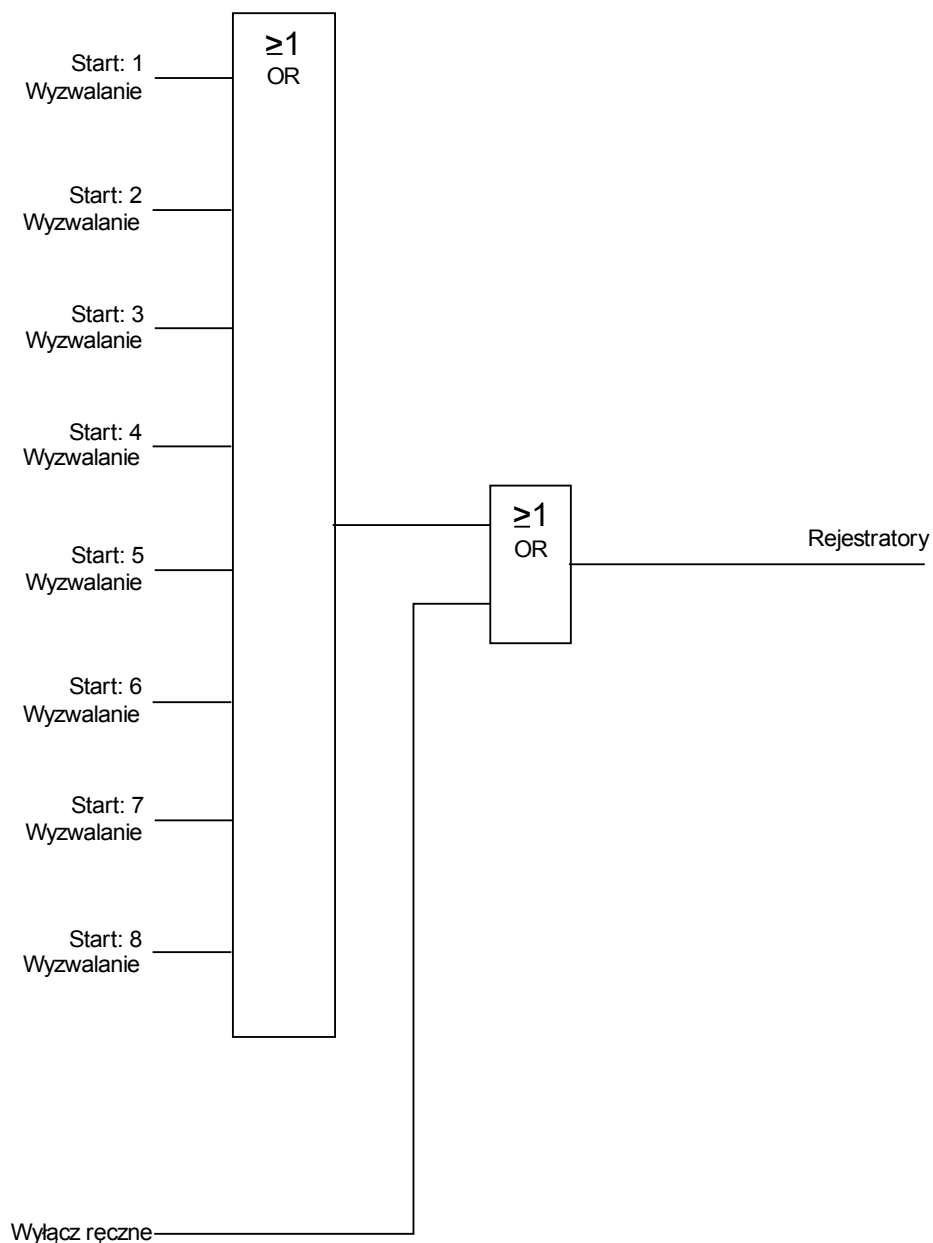 ≥1
OR
Start: 1
Wyzwalanie
Start: 2
Wyzwalanie
Start: 3
Wyzwalanie
Start: 4
Wyzwalanie
≥1
OR
Rejestratory
Start: 5
Wyzwalanie
Start: 6
Wyzwalanie
Start: 7
Wyzwalanie
Start: 8
Wyzwalanie
Wyłącz ręczne